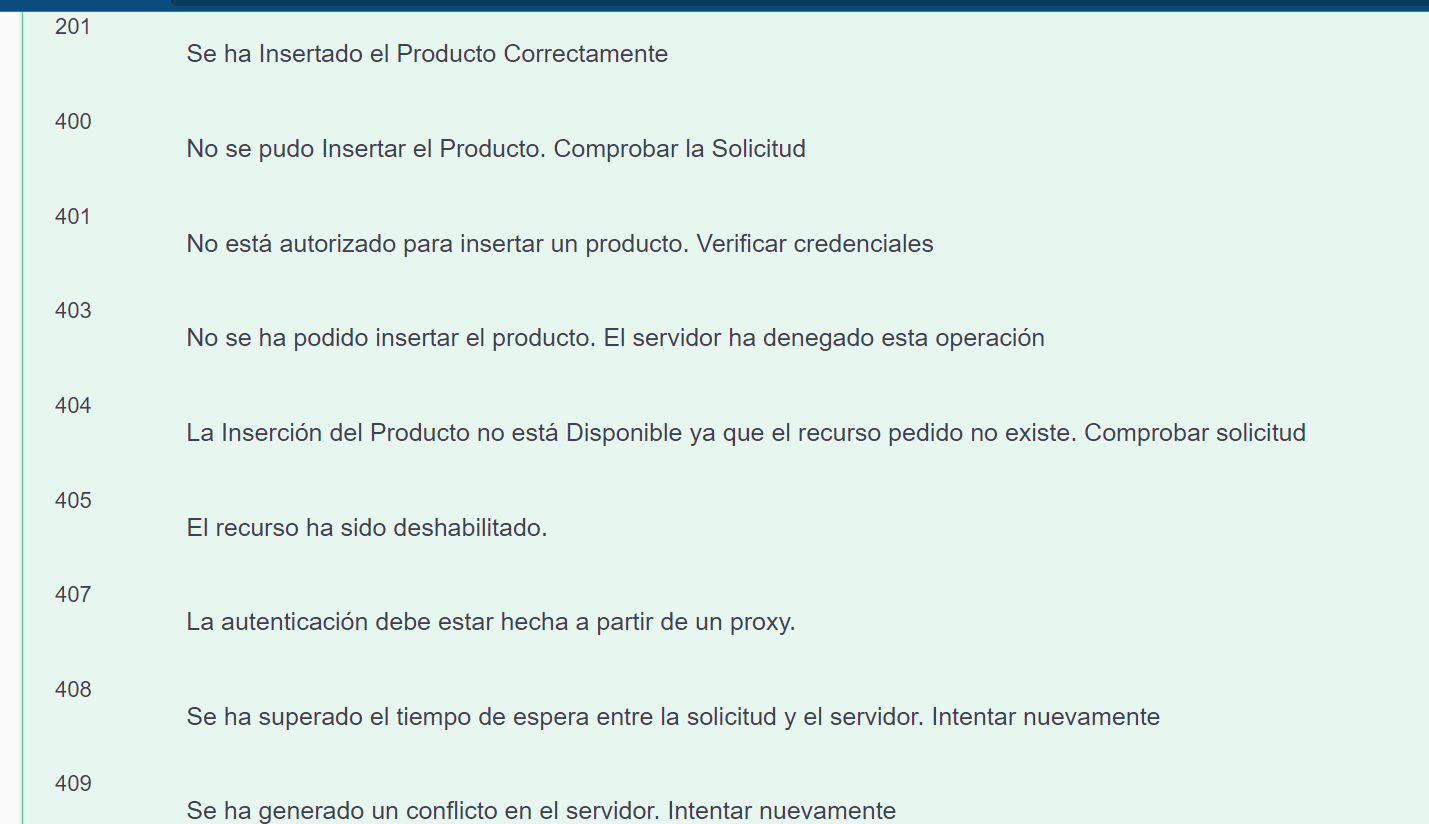 201
Se ha Insertado el Producto Correctamente
400
No se pudo Insertar el Producto. Comprobar la Solicitud
401
No está autorizado para insertar un producto. Verificar credenciales
403
No se ha podido insertar el producto. El servidor ha denegado esta operación
404
La Inserción del Producto no está Disponible ya que el recurso pedido no existe. Comprobar solicitud
405
El recurso ha sido deshabilitado.
407
La autenticación debe estar hecha a partir de un proxy.
408
Se ha superado el tiempo de espera entre la solicitud y el servidor. Intentar nuevamente
409
Se ha generado un conflicto en el servidor. Intentar nuevamente